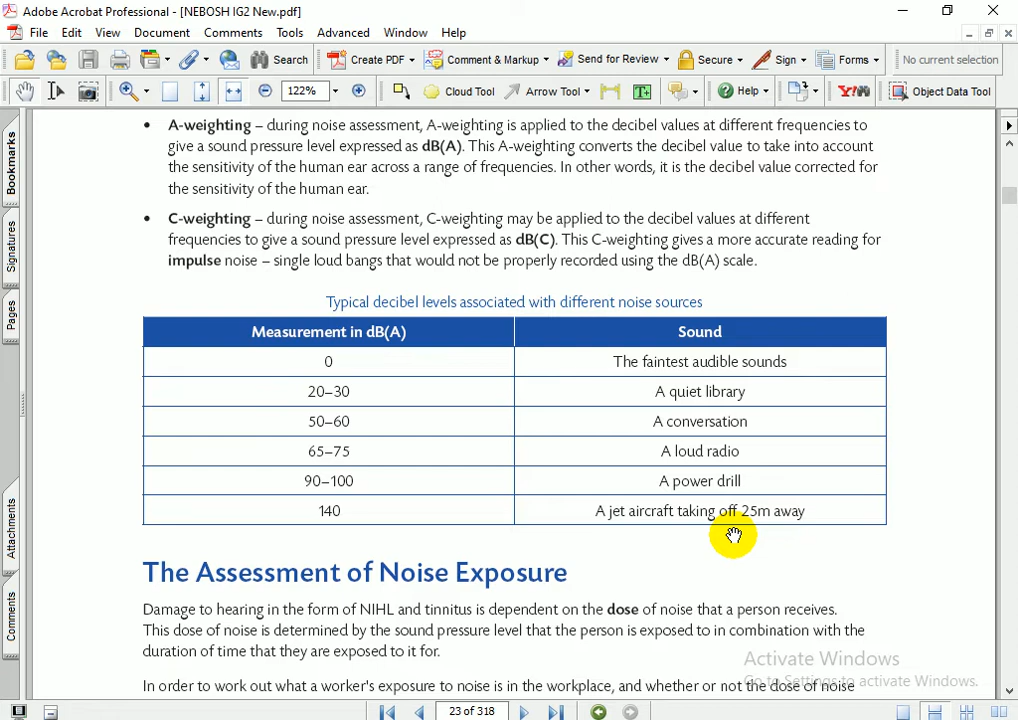 Adobe Acrobat Professional - [NEBOSH IG2 New.pdf]
File Edit View Document Comments Tools Advanced Window Help
Search Create PDF Comment & Markup Send for Review Secure Sign Forms No current selection
122% Cloud Tool Arrow Tool T Help Y! Object Data Tool
Bookmarks
Signatures
Pages
Attachments
Comments
• A-weighting – during noise assessment, A-weighting is applied to the decibel values at different frequencies to
give a sound pressure level expressed as dB(A). This A-weighting converts the decibel value to take into account
the sensitivity of the human ear across a range of frequencies. In other words, it is the decibel value corrected for
the sensitivity of the human ear.
• C-weighting – during noise assessment, C-weighting may be applied to the decibel values at different
frequencies to give a sound pressure level expressed as dB(C). This C-weighting gives a more accurate reading for
impulse noise – single loud bangs that would not be properly recorded using the dB(A) scale.
Typical decibel levels associated with different noise sources
Measurement in dB(A) Sound
0 The faintest audible sounds
20–30 A quiet library
50–60 A conversation
65–75 A loud radio
90–100 A power drill
140 A jet aircraft taking off 25m away
The Assessment of Noise Exposure
Damage to hearing in the form of NIHL and tinnitus is dependent on the dose of noise that a person receives.
This dose of noise is determined by the sound pressure level that the person is exposed to in combination with the
duration of time that they are exposed to it for.
In order to work out what a worker's exposure to noise is in the workplace, and whether or not the dose of noise
Activate Windows
Go to Settings to activate Windows.
23 of 318